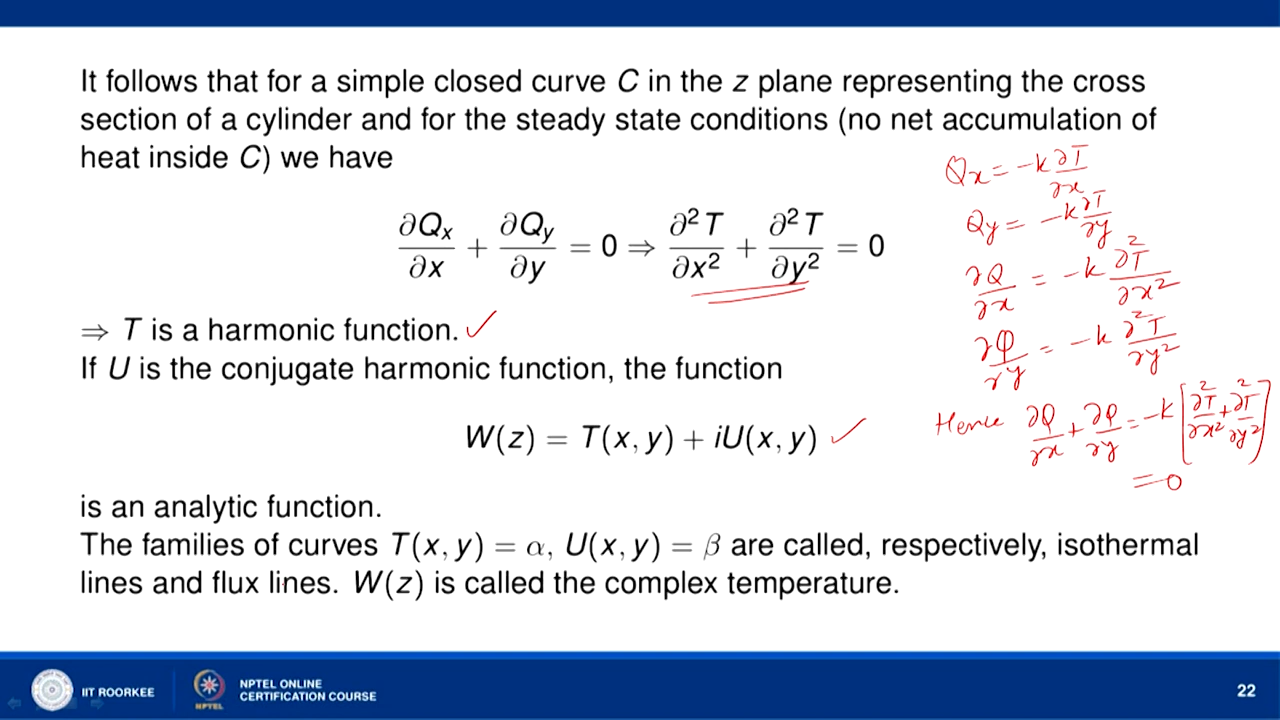 It follows that for a simple closed curve C in the z plane representing the cross
section of a cylinder and for the steady state conditions (no net accumulation of
heat inside C) we have
∂Qx/∂x + ∂Qy/∂y = 0 ⇒ ∂²T/∂x² + ∂²T/∂y² = 0
⇒ T is a harmonic function.
If U is the conjugate harmonic function, the function
W(z) = T(x, y) + iU(x, y)
is an analytic function.
The families of curves T(x, y) = α, U(x, y) = β are called, respectively, isothermal
lines and flux lines. W(z) is called the complex temperature.
Qx = -k ∂T/∂x
Qy = -k ∂T/∂y
∂Q/∂x = -k ∂²T/∂x²
∂Q/∂y = -k ∂²T/∂y²
Hence ∂Q/∂x + ∂Q/∂y = -k [∂²T/∂x² + ∂²T/∂y²]
= 0
IIT ROORKEE
NPTEL
NPTEL ONLINE
CERTIFICATION COURSE
22